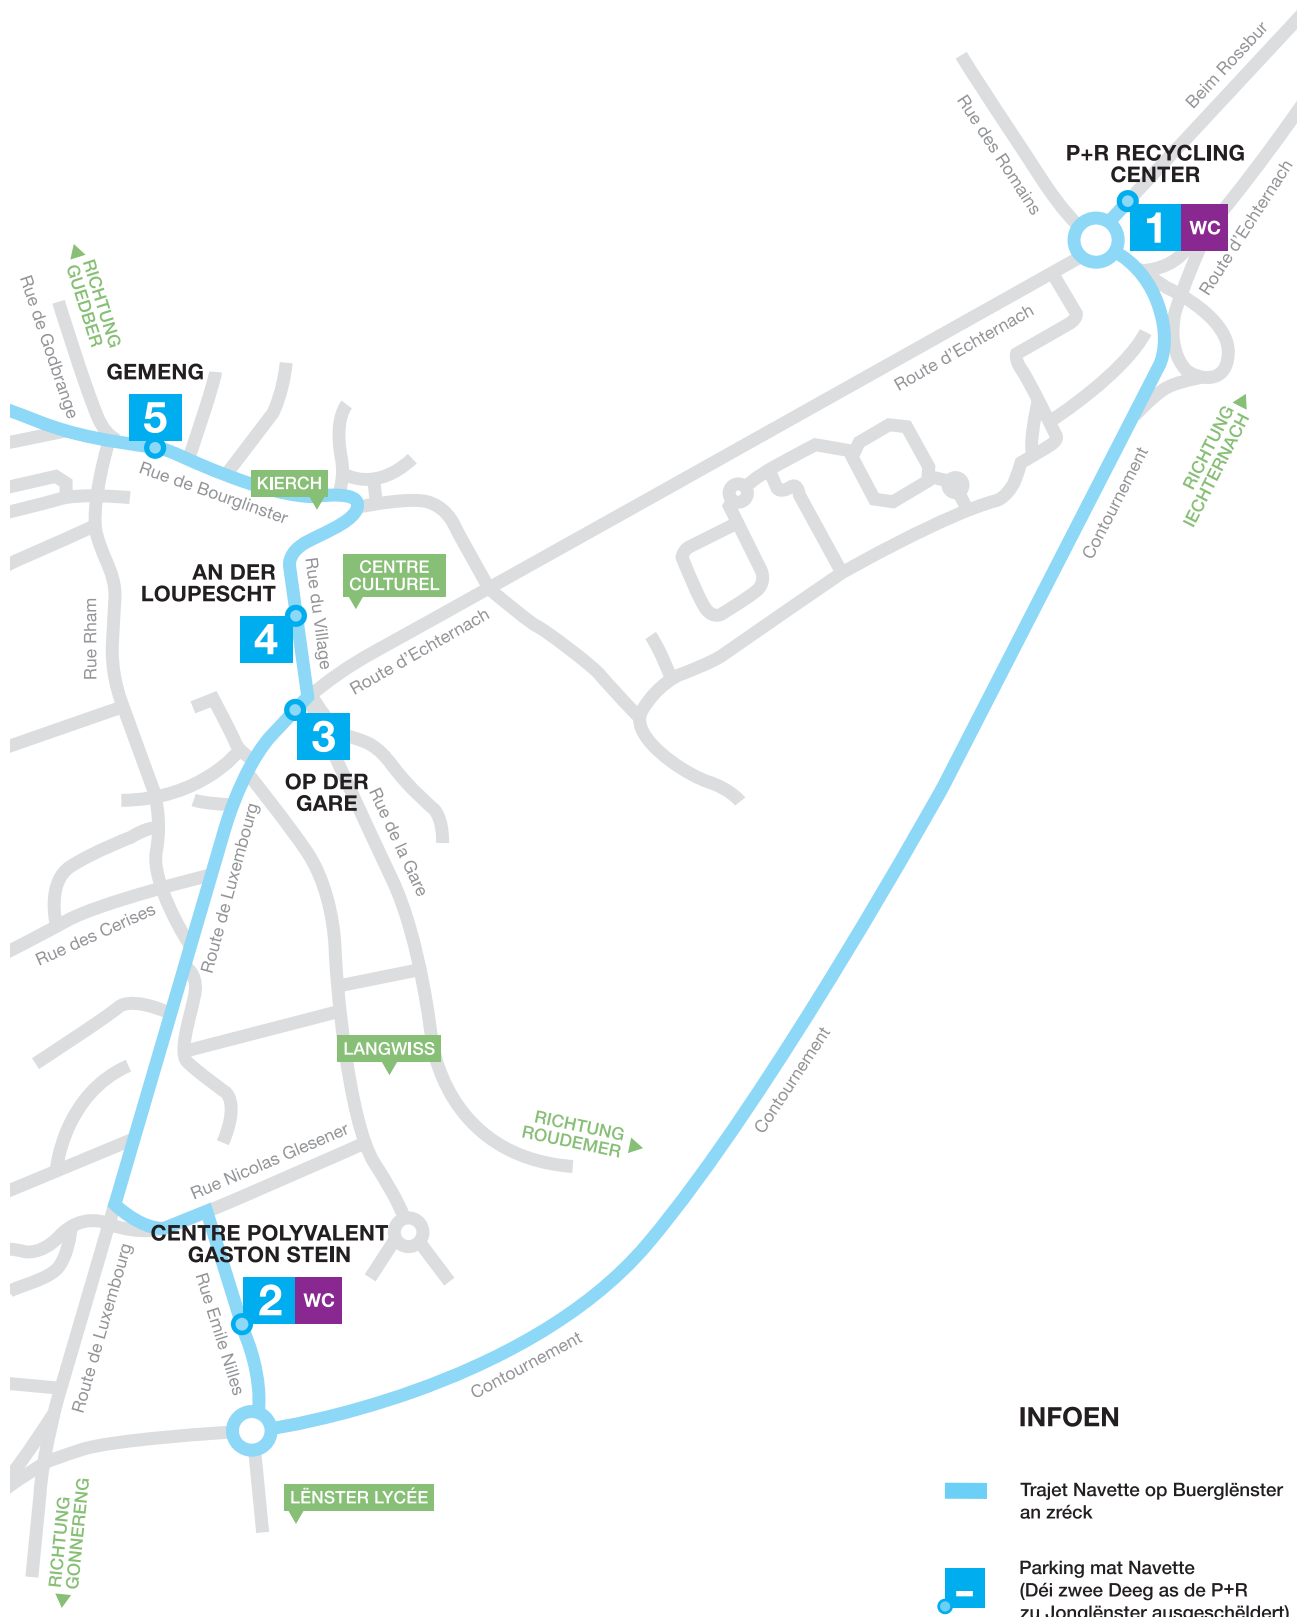 Beim Rossbur
Rue des Romains
P+R RECYCLING
CENTER
1
WC
Route d'Echternach
RICHTUNG
GUEDBER
Rue de Godbrange
GEMENG
5
Route d'Echternach
RICHTUNG
IECHTERNACH
Rue de Bourglinster
KIERCH
Contournement
AN DER
LOUPESCHT
4
Rue du Village
CENTRE
CULTUREL
Rue Rham
Route d'Echternach
3
OP DER
GARE
Rue de la Gare
Route de Luxembourg
Rue des Cerises
LANGWISS
Contournement
RICHTUNG
ROUDEMER
Rue Nicolas Glesener
CENTRE POLYVALENT
GASTON STEIN
2
WC
Rue Emile Nilles
Route de Luxembourg
Contournement
LËNSTER LYCÉE
RICHTUNG
GONNERENG
INFOEN
Trajet Navette op Buerglënster
an zréck
Parking mat Navette
(Déi zwee Deeg as de P+R
zu Jonglënster ausgeschëldert)